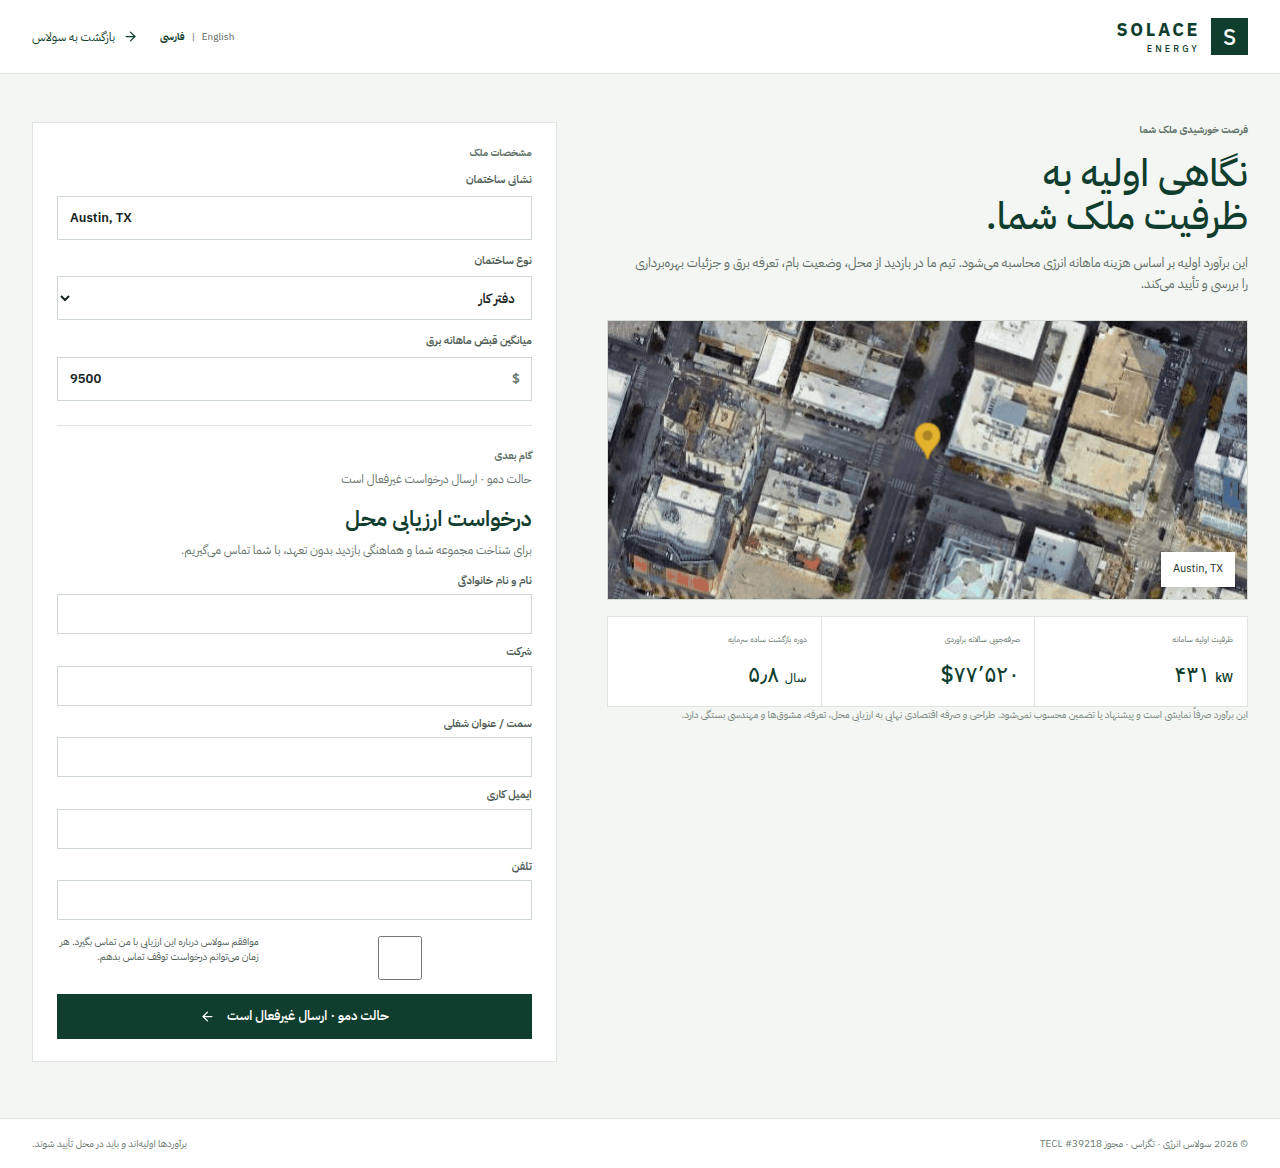 S
SOLACE
ENERGY
English | فارسی
بازگشت به سولاس
فرصت خورشیدی ملک شما
نگاهی اولیه به
ظرفیت ملک شما.
این برآورد اولیه بر اساس هزینه ماهانه انرژی محاسبه می‌شود. تیم ما در بازدید از محل، وضعیت بام، تعرفه برق و جزئیات بهره‌برداری
را بررسی و تأیید می‌کند.
Austin, TX
ظرفیت اولیه سامانه
۴۳۱ kW
صرفه‌جویی سالانه برآوردی
$۷۷٬۵۲۰
دوره بازگشت ساده سرمایه
۵٫۸ سال
این برآورد صرفاً نمایشی است و پیشنهاد یا تضمین محسوب نمی‌شود. طراحی و صرفه اقتصادی نهایی به ارزیابی محل، تعرفه، مشوق‌ها و مهندسی بستگی دارد.
مشخصات ملک
نشانی ساختمان
Austin, TX
نوع ساختمان
دفتر کار
میانگین قبض ماهانه برق
$ 9500
گام بعدی
حالت دمو · ارسال درخواست غیرفعال است
درخواست ارزیابی محل
برای شناخت مجموعه شما و هماهنگی بازدید بدون تعهد، با شما تماس می‌گیریم.
نام و نام خانوادگی
شرکت
سمت / عنوان شغلی
ایمیل کاری
تلفن
موافقم سولاس درباره این ارزیابی با من تماس بگیرد. هر
زمان می‌توانم درخواست توقف تماس بدهم.
حالت دمو · ارسال غیرفعال است
© 2026 سولاس انرژی · تگزاس · مجوز TECL #39218
برآوردها اولیه‌اند و باید در محل تأیید شوند.